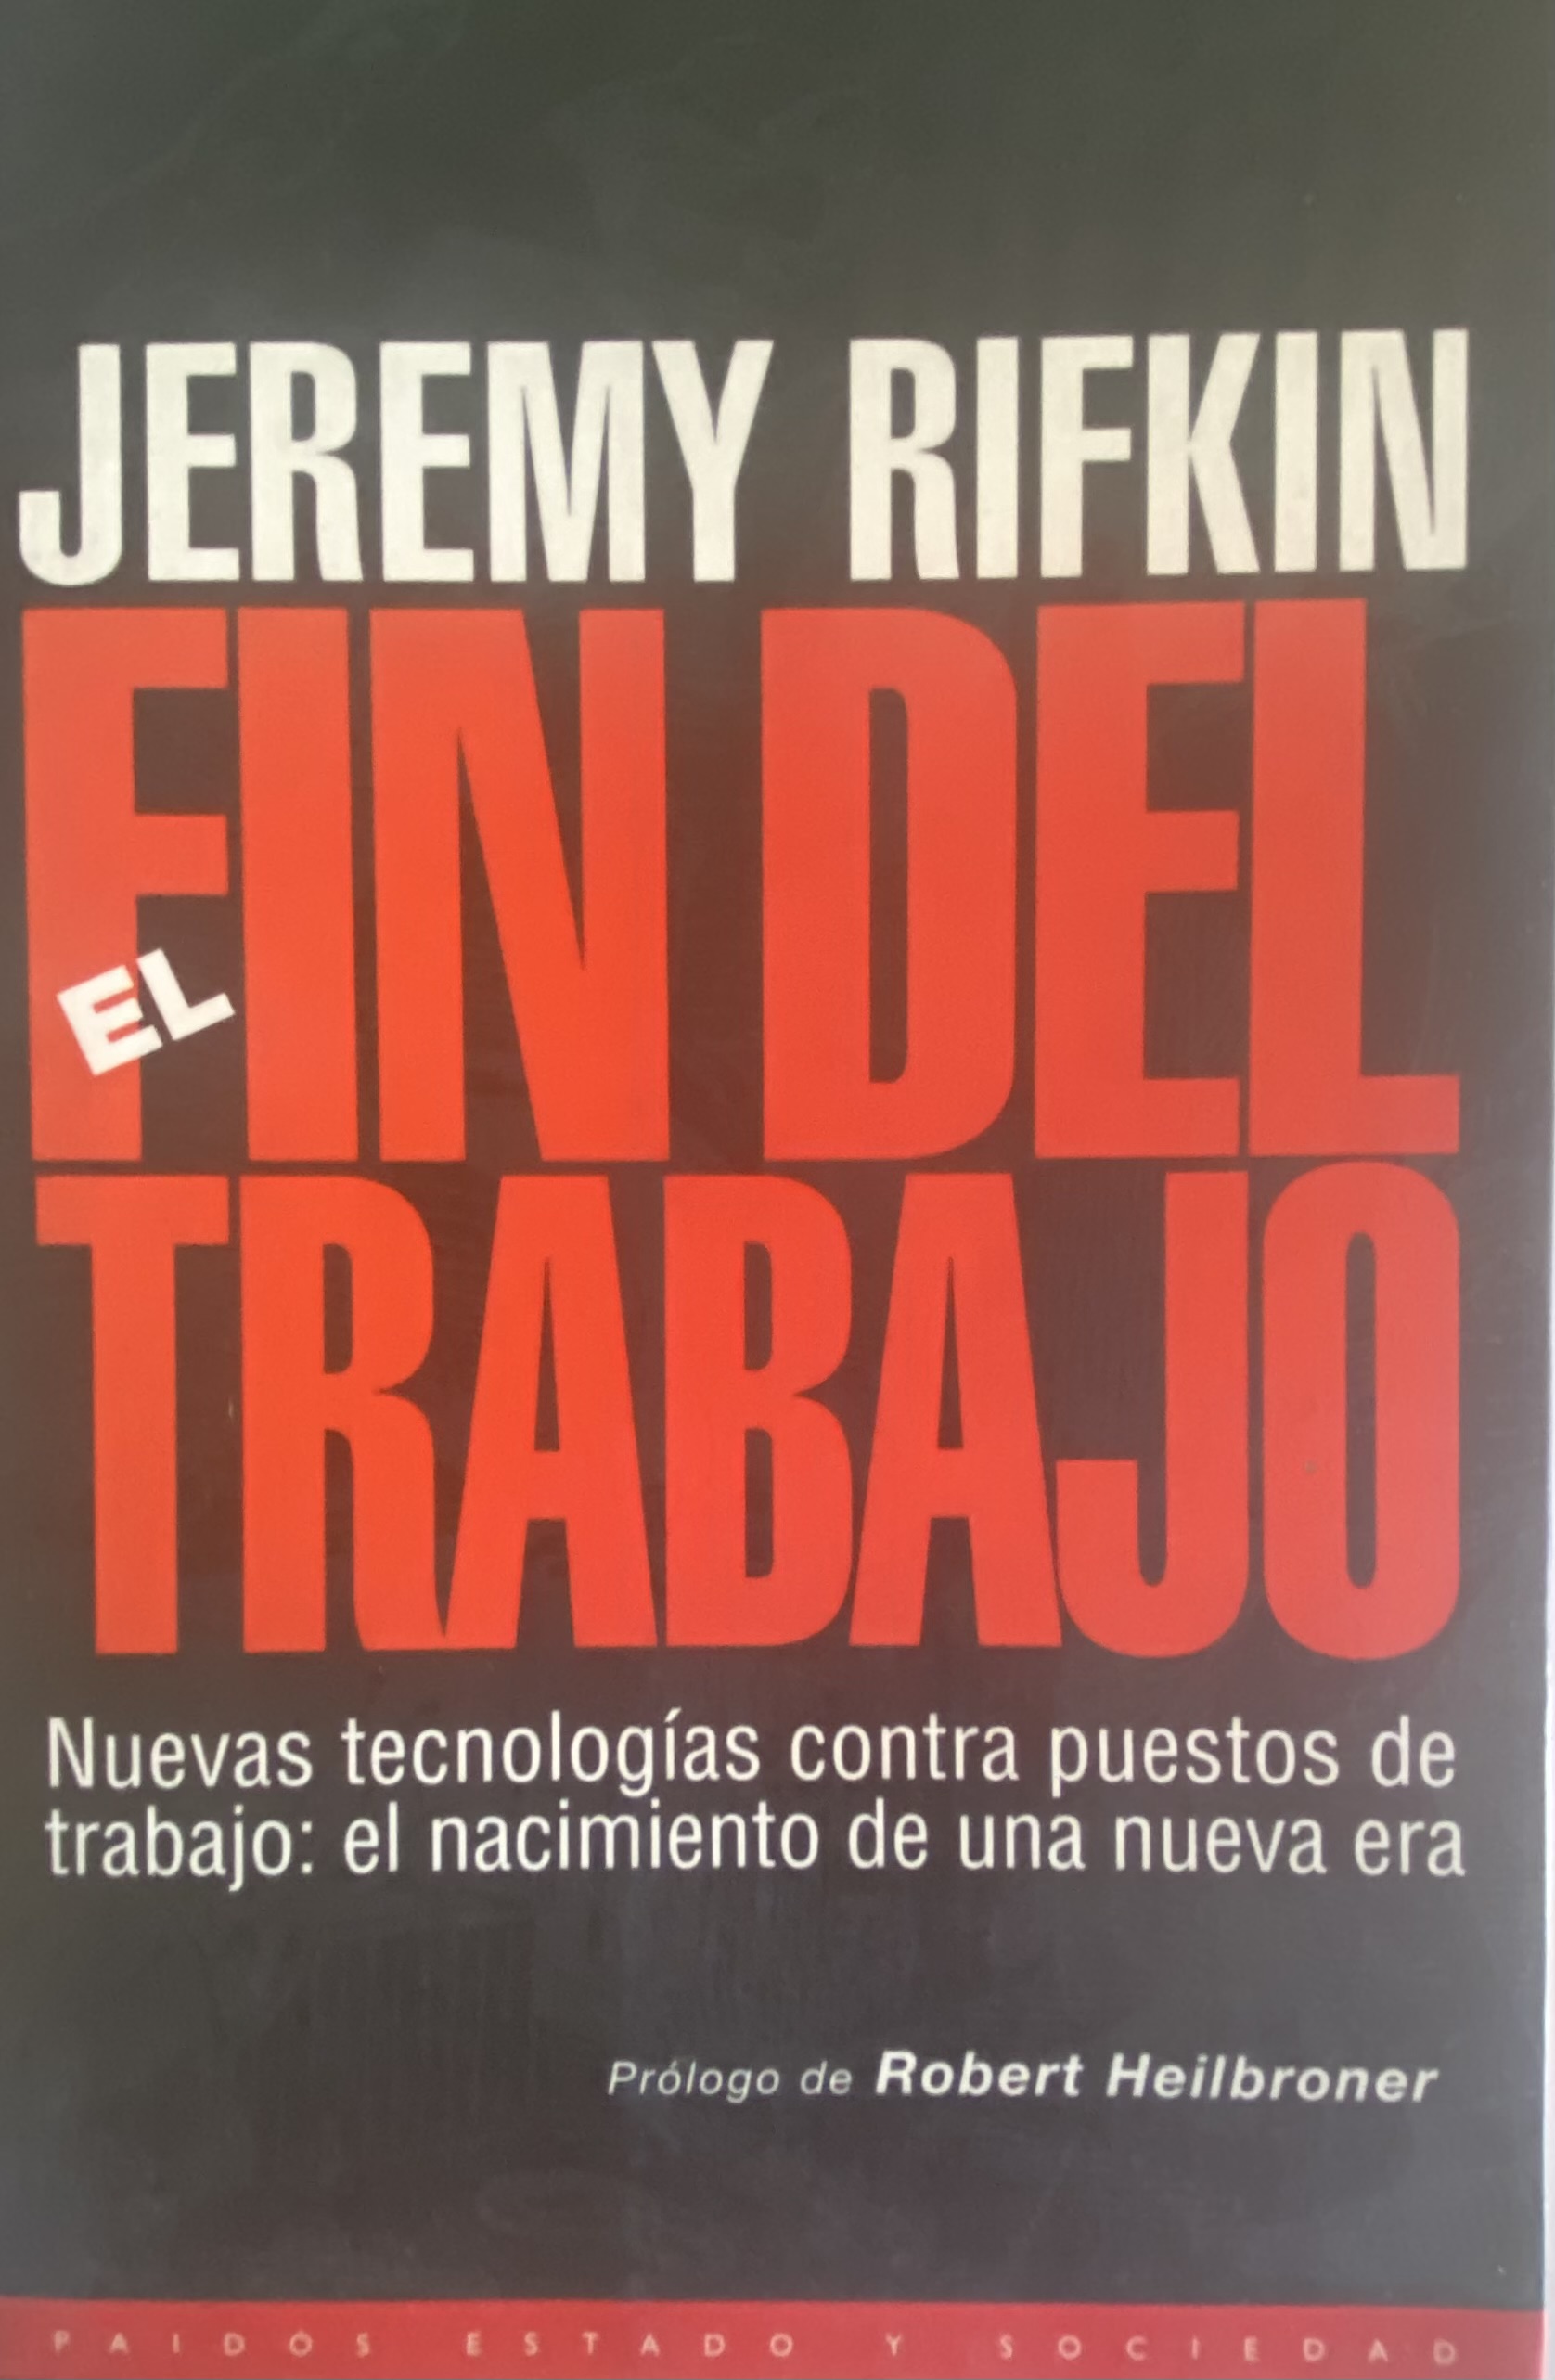 JEREMY RIFKIN
EL
FIN DEL
TRABAJO
Nuevas tecnologías contra puestos de
trabajo: el nacimiento de una nueva era
Prólogo de Robert Heilbroner
PAIDÓS ESTADO Y SOCIEDAD